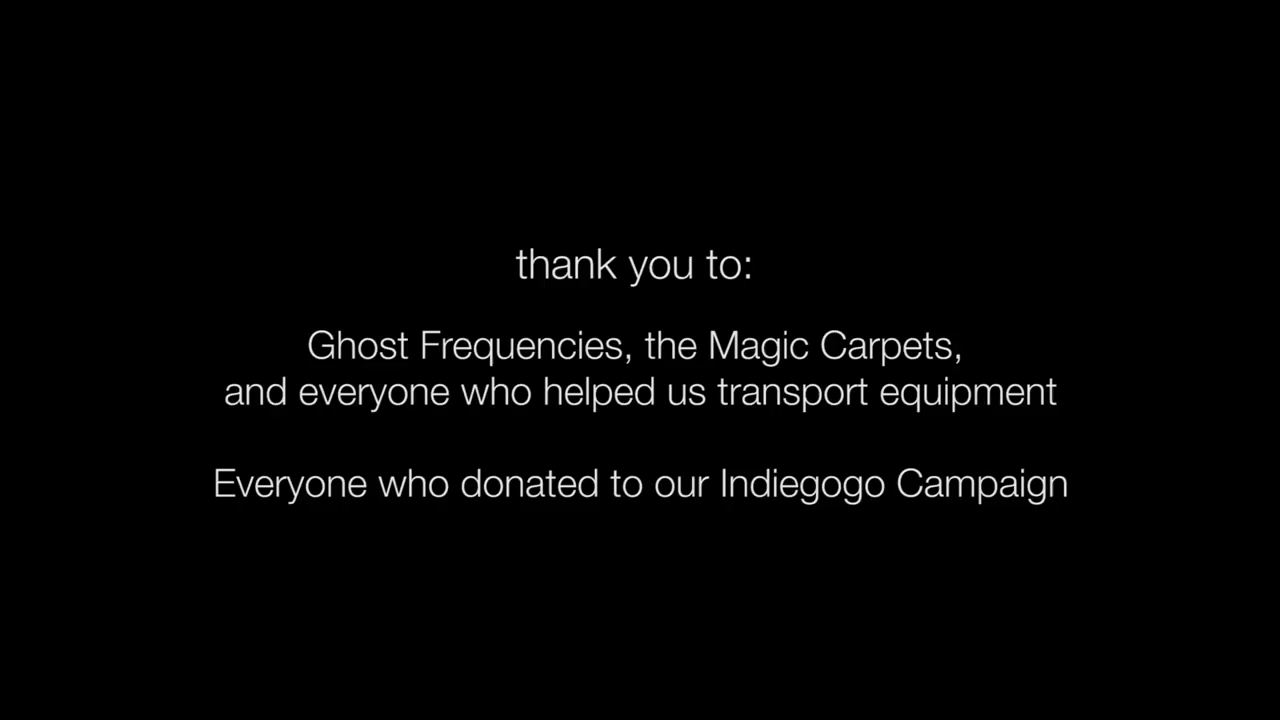 thank you to:
Ghost Frequencies, the Magic Carpets,
and everyone who helped us transport equipment
Everyone who donated to our Indiegogo Campaign